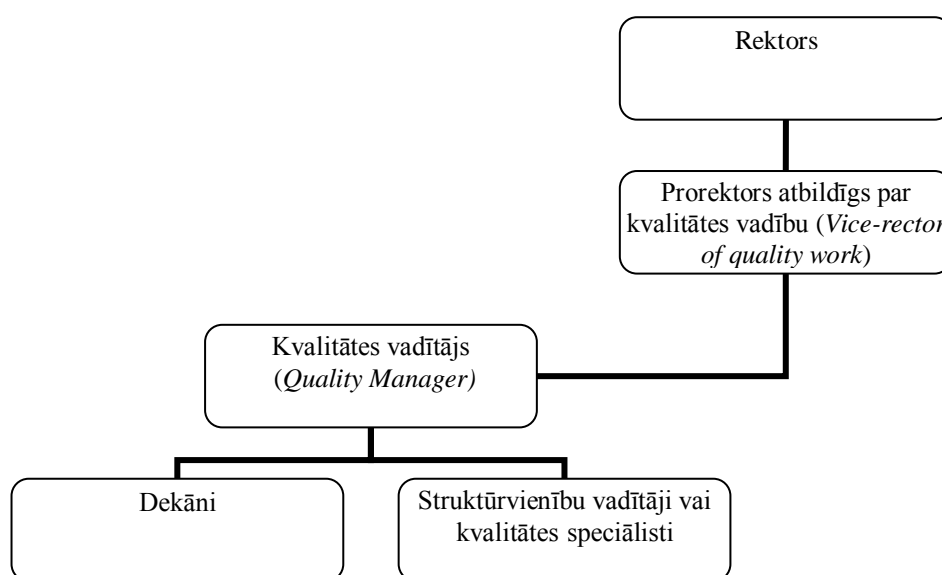 Rektors
Prorektors atbildīgs par
kvalitātes vadību (Vice-rector
of quality work)
Kvalitātes vadītājs
(Quality Manager)
Dekāni
Struktūrvienību vadītāji vai
kvalitātes speciālisti